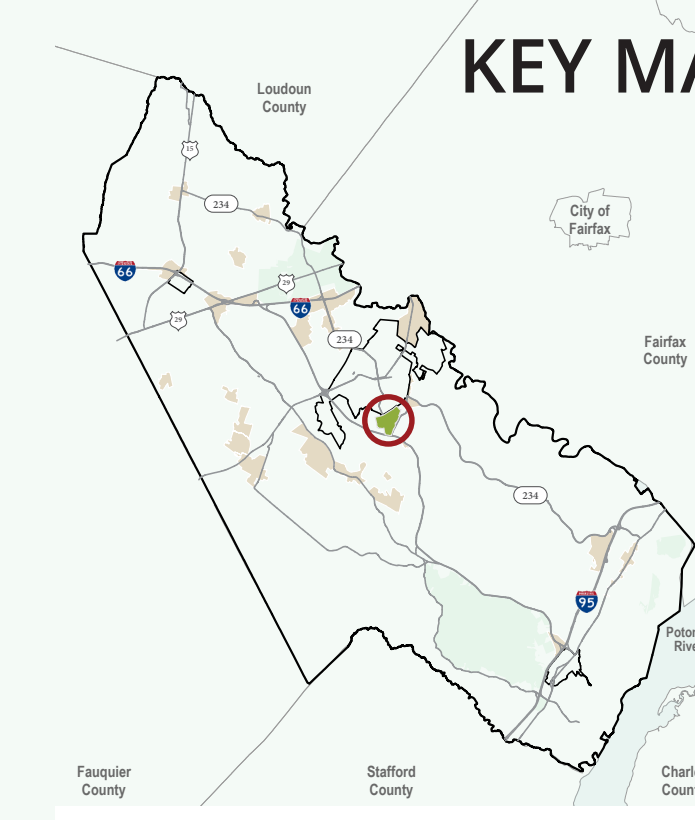 KEY MA
Loudoun
County
15
234
City of
Fairfax
66
29
66
29
234
Fairfax
County
234
95
Poton
Rive
Fauquier
County
Stafford
County
Charl
Coun